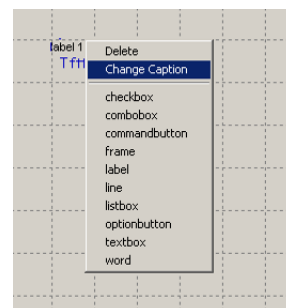 label 1
Delete
Change Caption
checkbox
combobox
commandbutton
frame
label
line
listbox
optionbutton
textbox
word